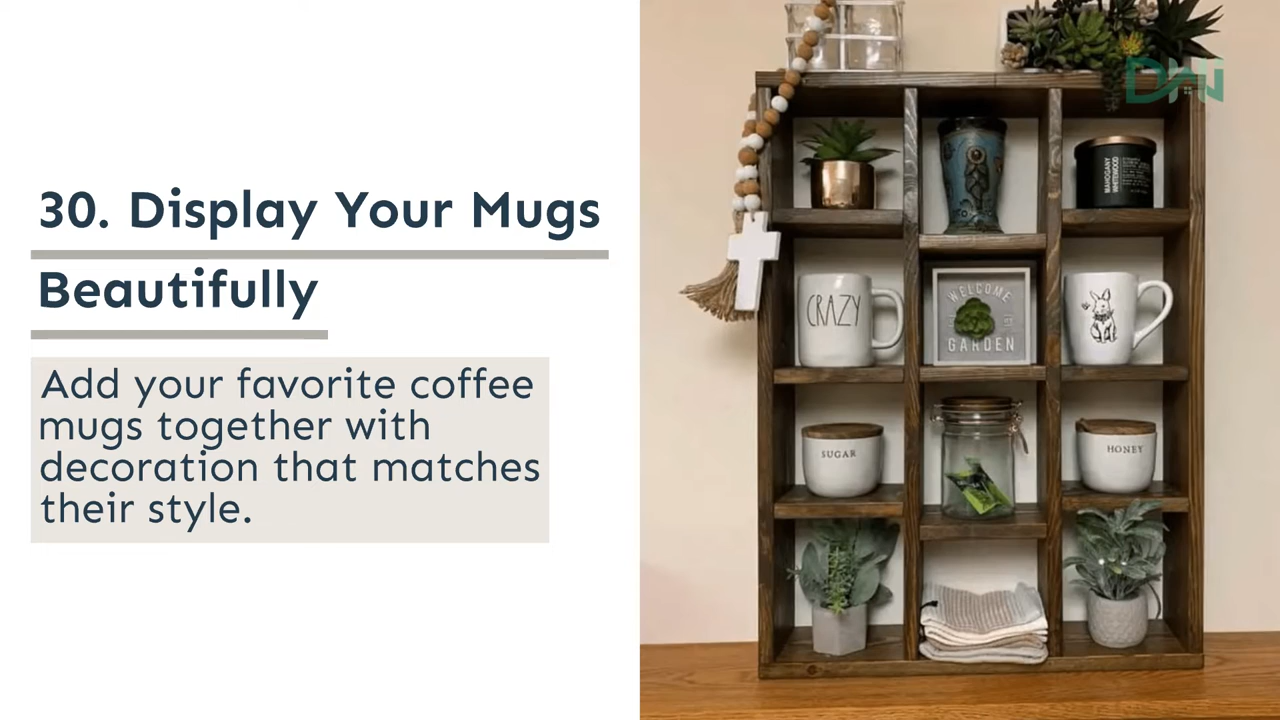 30. Display Your Mugs
Beautifully
Add your favorite coffee
mugs together with
decoration that matches
their style.
MAHOGANY
CRAZY
WELCOME
GARDEN
SUGAR
HONEY